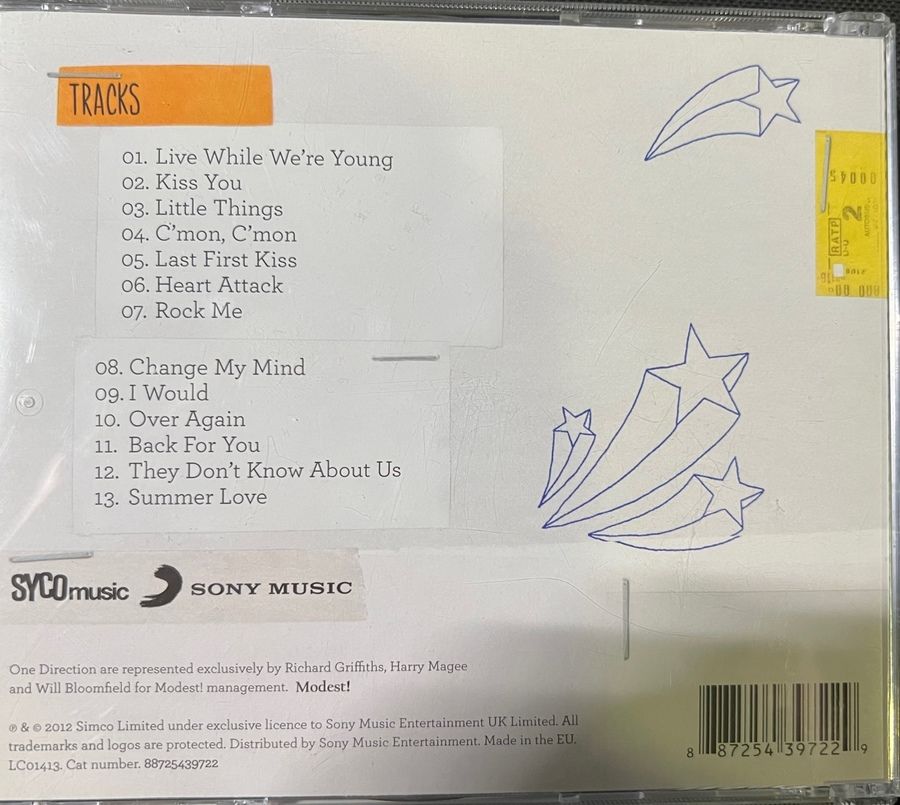 TRACKS
01. Live While We're Young
02. Kiss You
03. Little Things
04. C'mon, C'mon
05. Last First Kiss
06. Heart Attack
07. Rock Me
08. Change My Mind
09. I Would
10. Over Again
11. Back For You
12. They Don't Know About Us
13. Summer Love
000045
2
RATP
SYCOmusic SONY MUSIC
One Direction are represented exclusively by Richard Griffiths, Harry Magee
and Will Bloomfield for Modest! management. Modest!
℗ & © 2012 Simco Limited under exclusive licence to Sony Music Entertainment UK Limited. All
trademarks and logos are protected. Distributed by Sony Music Entertainment. Made in the EU.
LC01413. Cat number. 88725439722
8 87254 39722 9